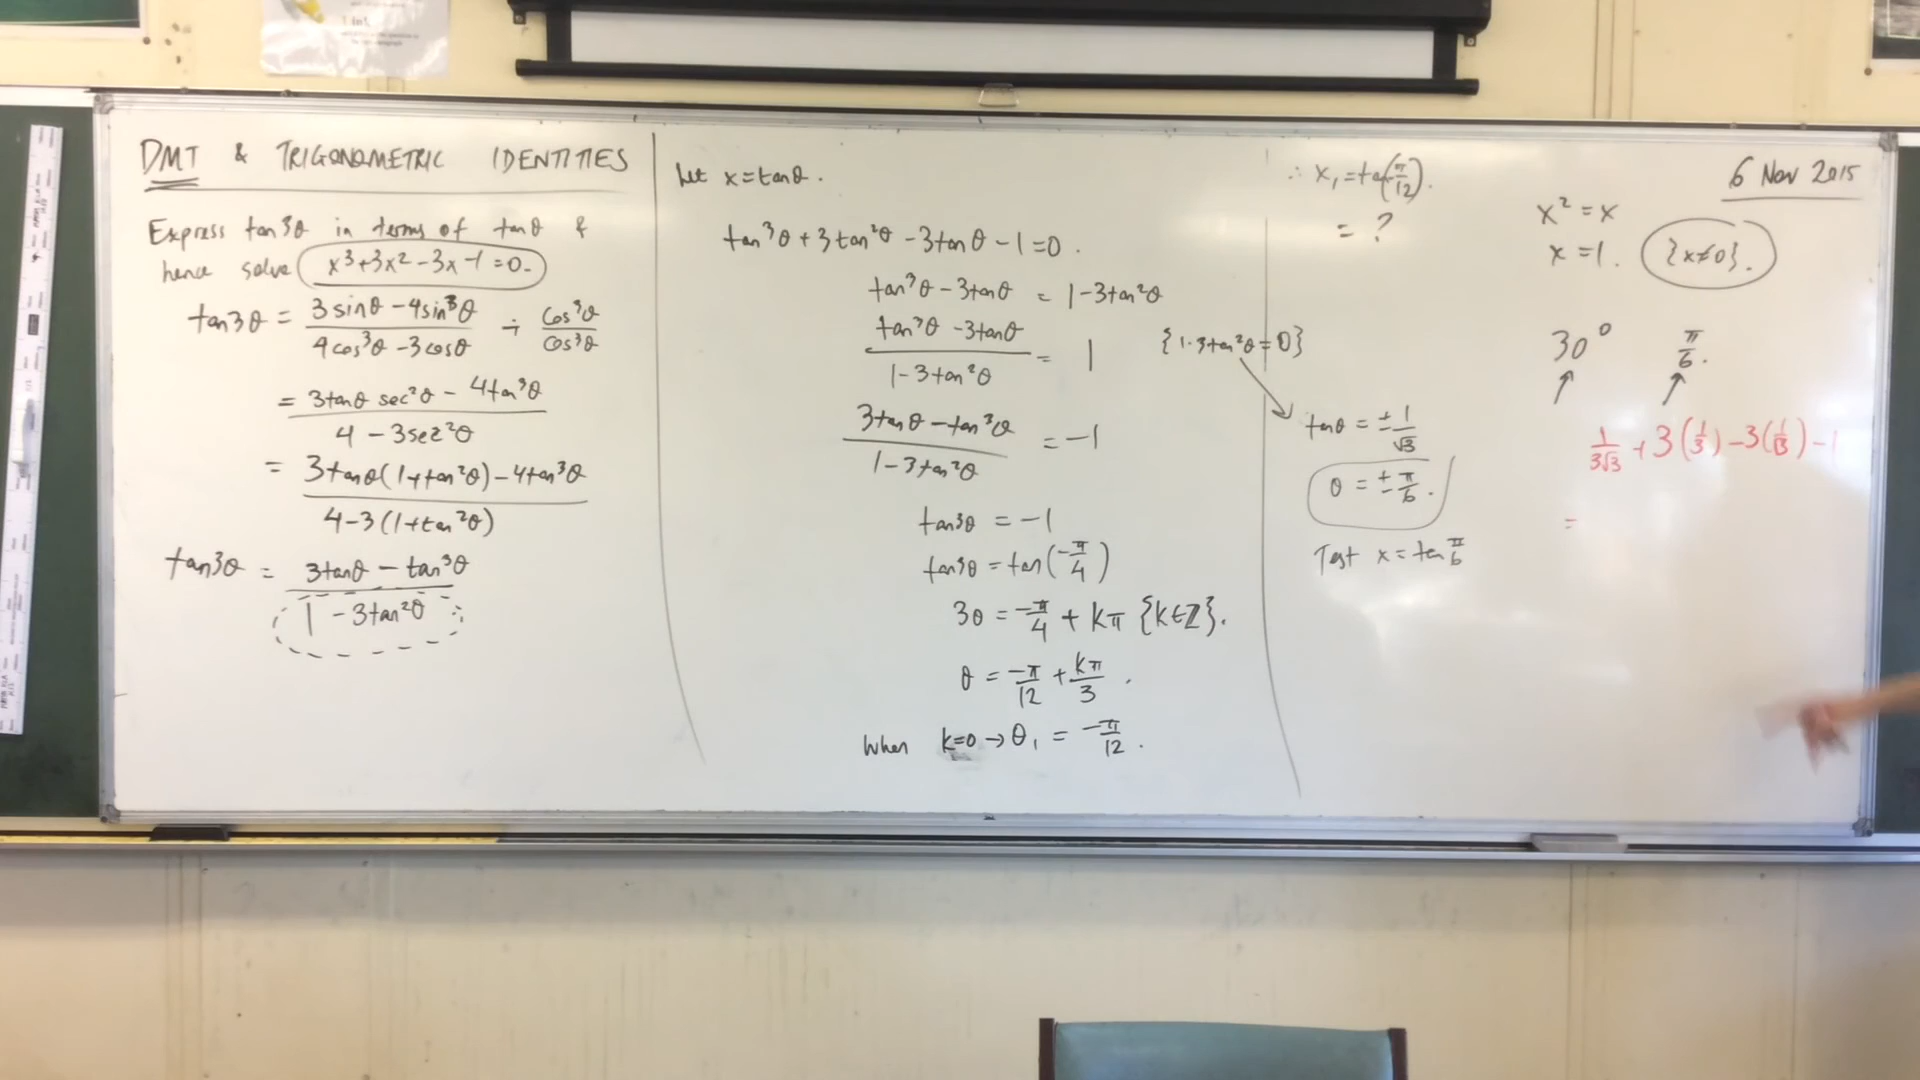 DMT & TRIGONOMETRIC IDENTITIES
Express tan3θ in terms of tanθ &
hence solve x³+3x²-3x-1=0.
tan3θ = (3sinθ-4sin³θ)/(4cos³θ-3cosθ) ÷ cos³θ/cos³θ
= (3tanθ sec²θ - 4tan³θ)/(4-3sec²θ)
= (3tanθ(1+tan²θ)-4tan³θ)/(4-3(1+tan²θ))
tan3θ = (3tanθ - tan³θ)/(1-3tan²θ)
Let x=tanθ.
tan³θ+3tan²θ-3tanθ-1=0.
tan³θ-3tanθ = 1-3tan²θ
(tan³θ-3tanθ)/(1-3tan²θ) = 1 {1-3tan²θ≠0}
(3tanθ-tan³θ)/(1-3tan²θ) = -1
tan3θ = -1
tan3θ = tan(-π/4)
3θ = -π/4 + kπ {k∈ℤ}.
θ = -π/12 + kπ/3.
When k=0 → θ₁ = -π/12.
∴ x₁=tan(π/12).
= ?
tanθ = ±1/√3
θ = ±π/6.
Test x=tan π/6
6 Nov 2015
x²=x
x=1. {x≠0}.
30° π/6.
1/3√3 + 3(1/3) - 3(1/√3) - 1
=